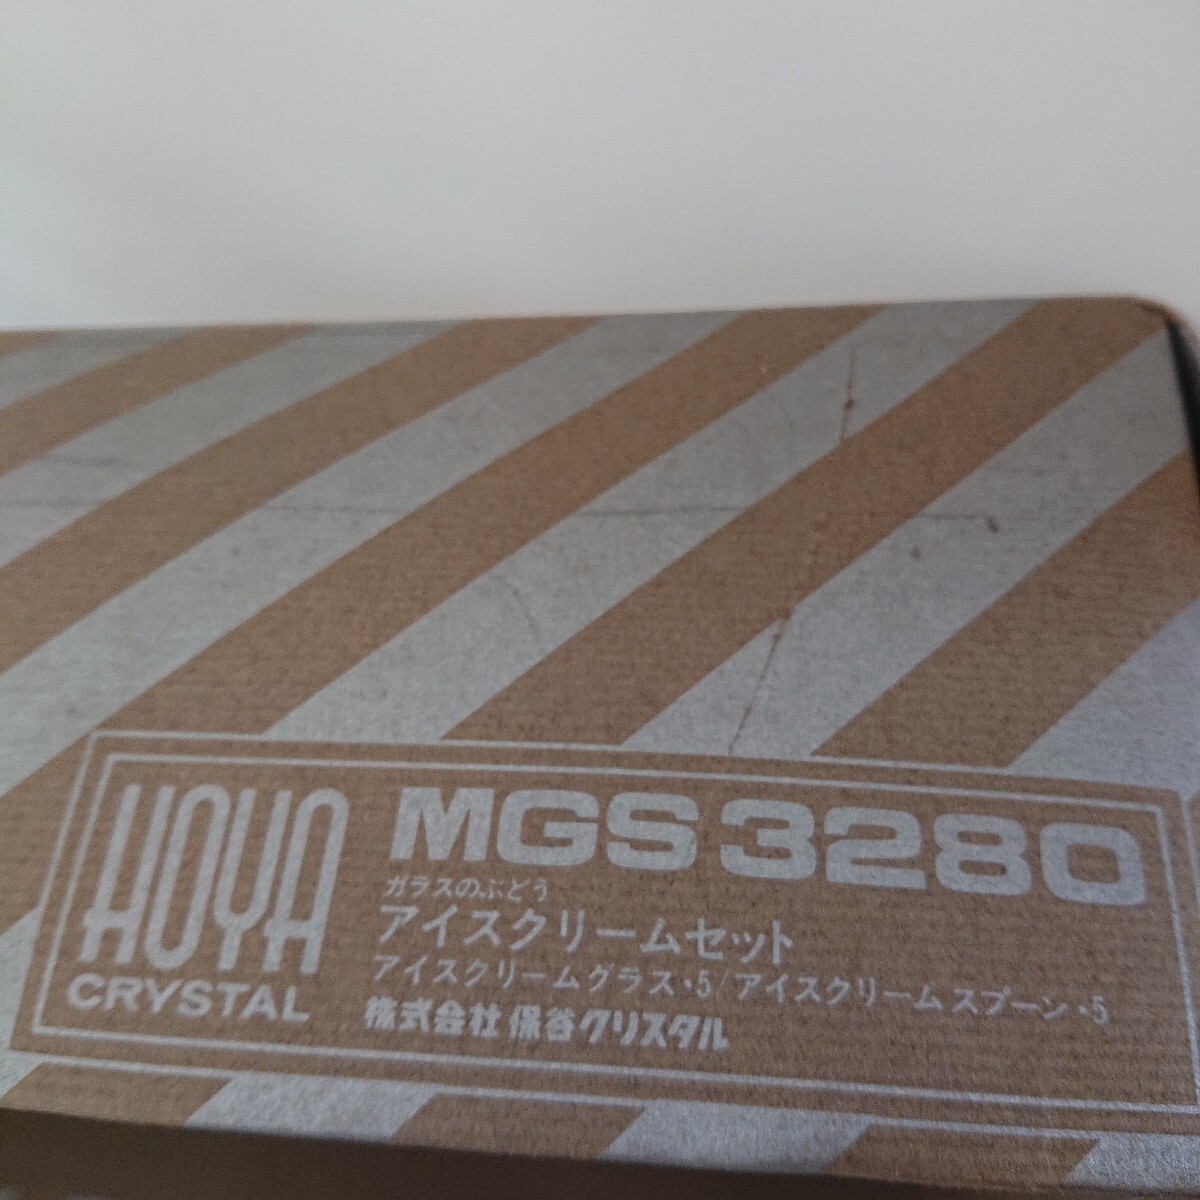 HOYA
CRYSTAL
MGS3280
ガラスのぶどう
アイスクリームセット
アイスクリームグラス・5/アイスクリームスプーン・5
株式会社 保谷クリスタル